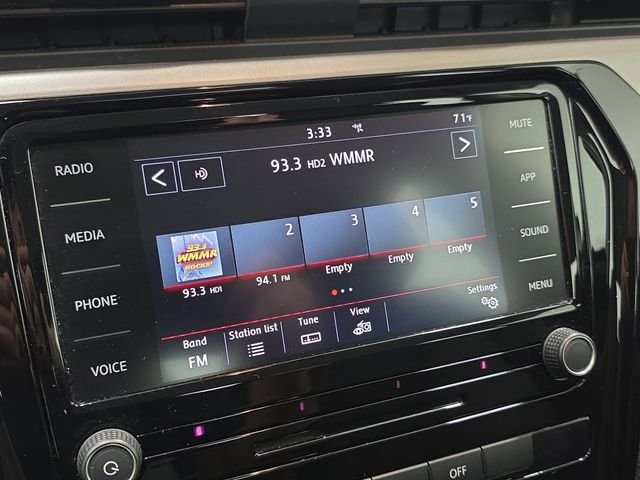 3:33
71°F
MUTE
RADIO
HD
93.3 HD2 WMMR
APP
MEDIA
93.3
WMMR
ROCKS!
2
3
4
5
SOUND
93.3 HD1
94.1 FM
Empty
Empty
Empty
PHONE
MENU
Band
FM
Station list
Tune
View
Settings
VOICE
OFF